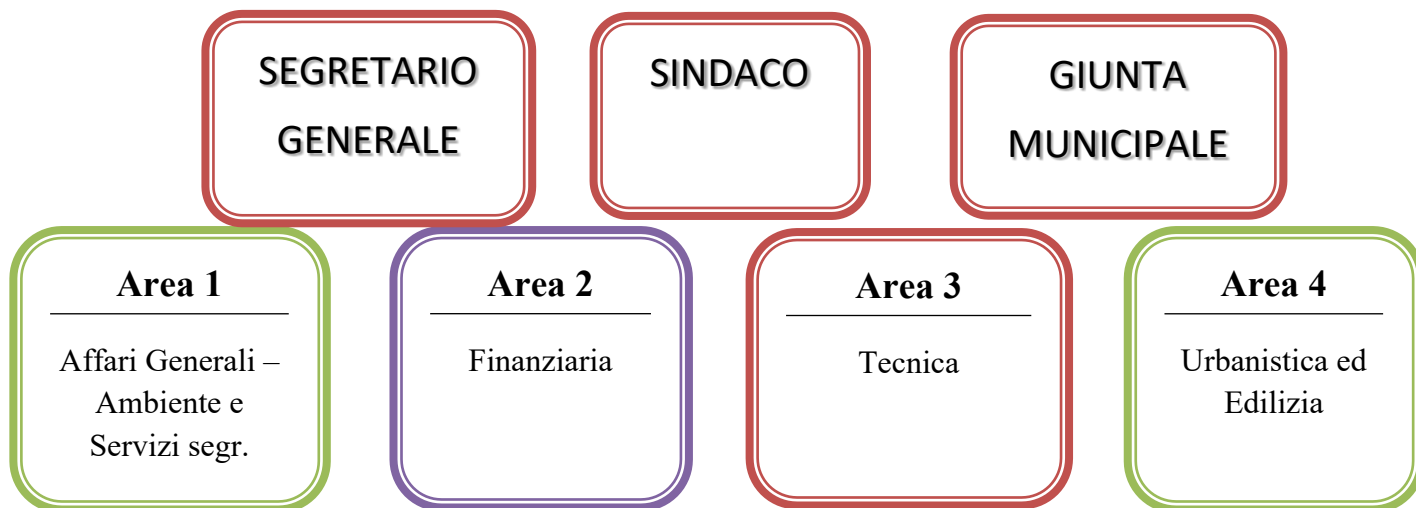 SEGRETARIO
GENERALE
SINDACO
GIUNTA
MUNICIPALE
Area 1
Affari Generali –
Ambiente e
Servizi segr.
Area 2
Finanziaria
Area 3
Tecnica
Area 4
Urbanistica ed
Edilizia